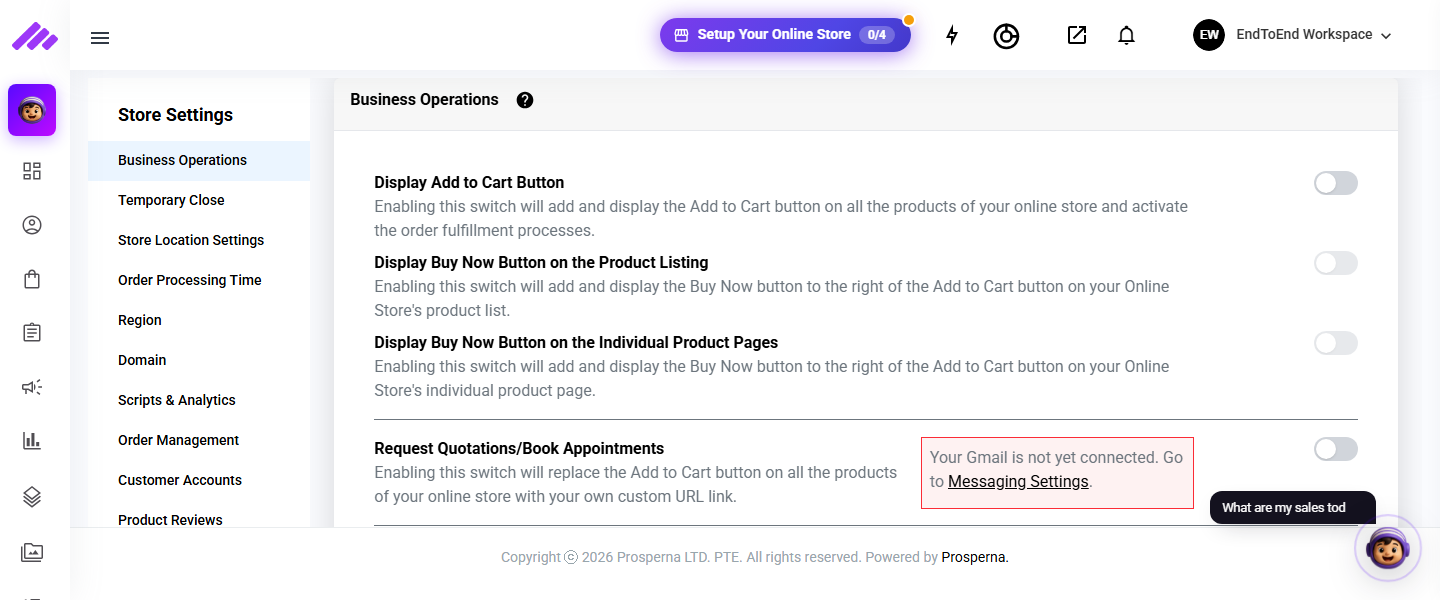 Setup Your Online Store 0/4
EW EndToEnd Workspace
Store Settings
Business Operations
Temporary Close
Store Location Settings
Order Processing Time
Region
Domain
Scripts & Analytics
Order Management
Customer Accounts
Product Reviews
Business Operations
Display Add to Cart Button
Enabling this switch will add and display the Add to Cart button on all the products of your online store and activate
the order fulfillment processes.
Display Buy Now Button on the Product Listing
Enabling this switch will add and display the Buy Now button to the right of the Add to Cart button on your Online
Store's product list.
Display Buy Now Button on the Individual Product Pages
Enabling this switch will add and display the Buy Now button to the right of the Add to Cart button on your Online
Store's individual product page.
Request Quotations/Book Appointments
Enabling this switch will replace the Add to Cart button on all the products
of your online store with your own custom URL link.
Your Gmail is not yet connected. Go
to Messaging Settings.
What are my sales tod
Copyright © 2026 Prosperna LTD. PTE. All rights reserved. Powered by Prosperna.